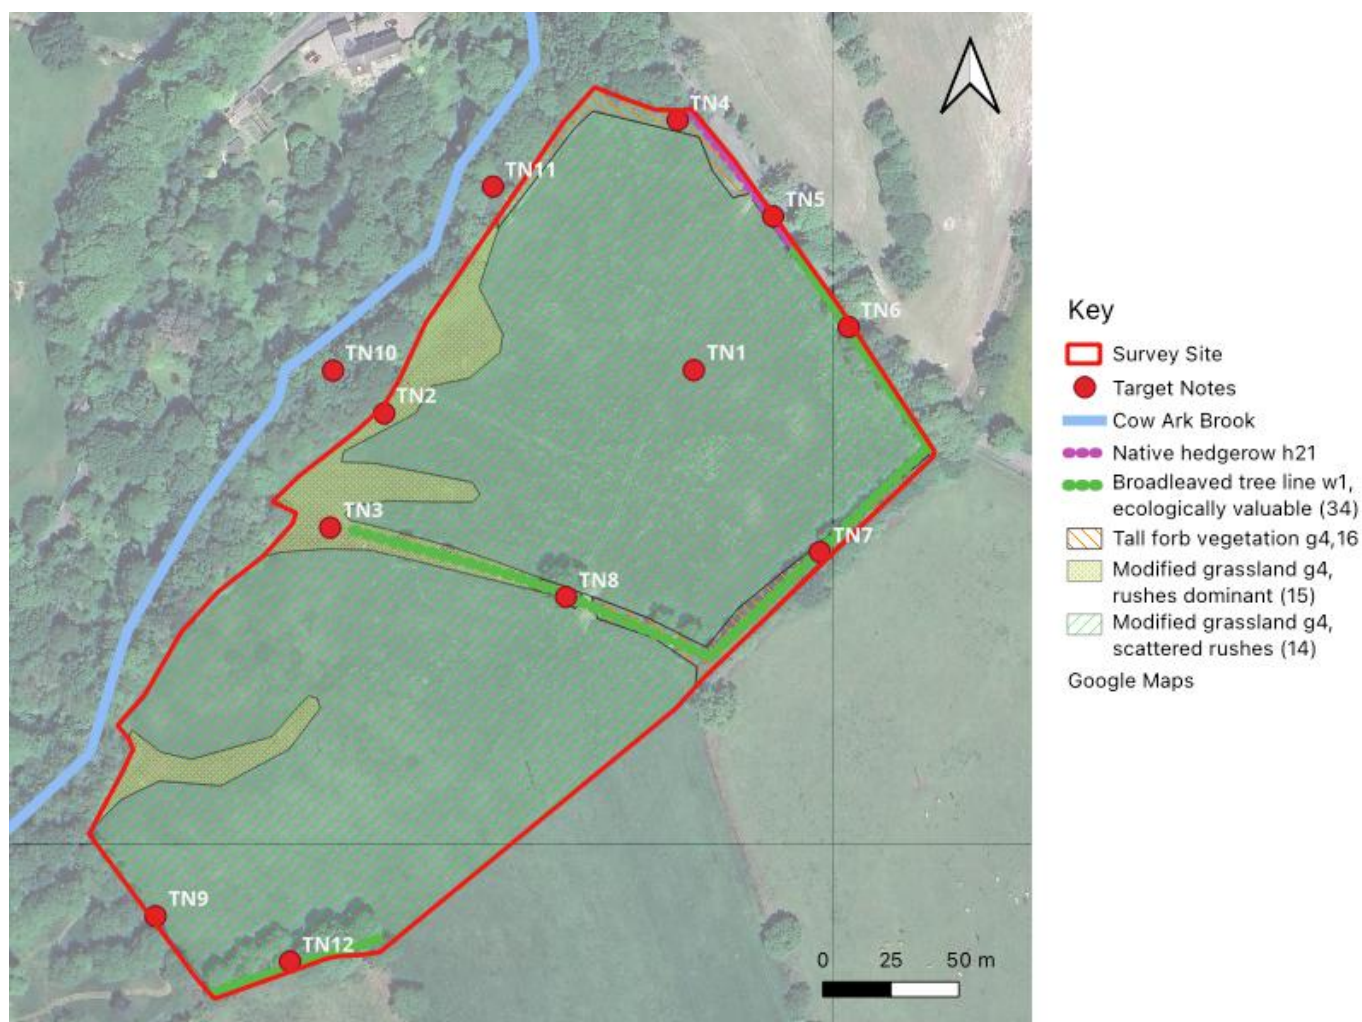 TN4
TN11
TN5
TN6
TN10
TN1
TN2
TN3
TN7
TN8
TN9
TN12
0 25 50 m
Key
Survey Site
Target Notes
Cow Ark Brook
Native hedgerow h21
Broadleaved tree line w1,
ecologically valuable (34)
Tall forb vegetation g4,16
Modified grassland g4,
rushes dominant (15)
Modified grassland g4,
scattered rushes (14)
Google Maps